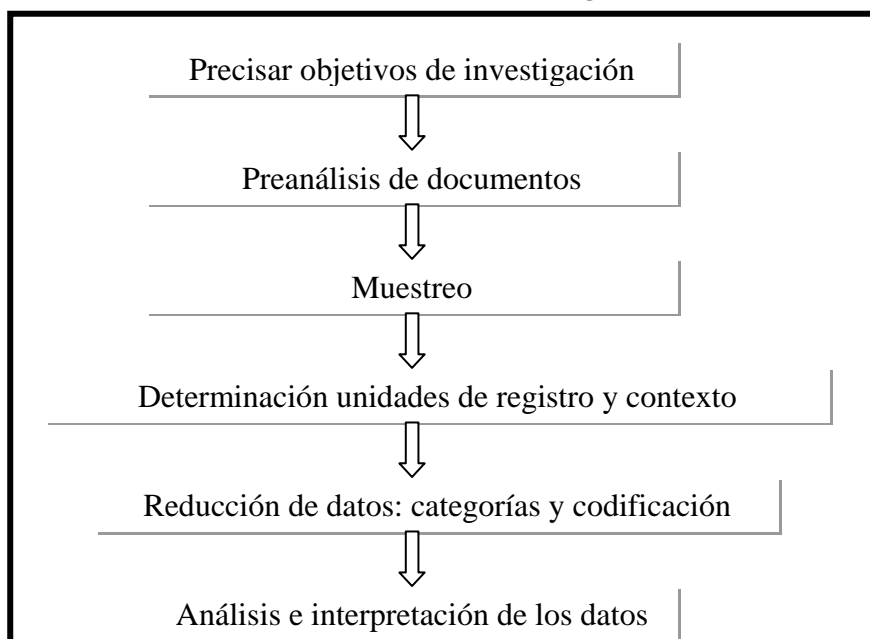 Precisar objetivos de investigación
Preanálisis de documentos
Muestreo
Determinación unidades de registro y contexto
Reducción de datos: categorías y codificación
Análisis e interpretación de los datos